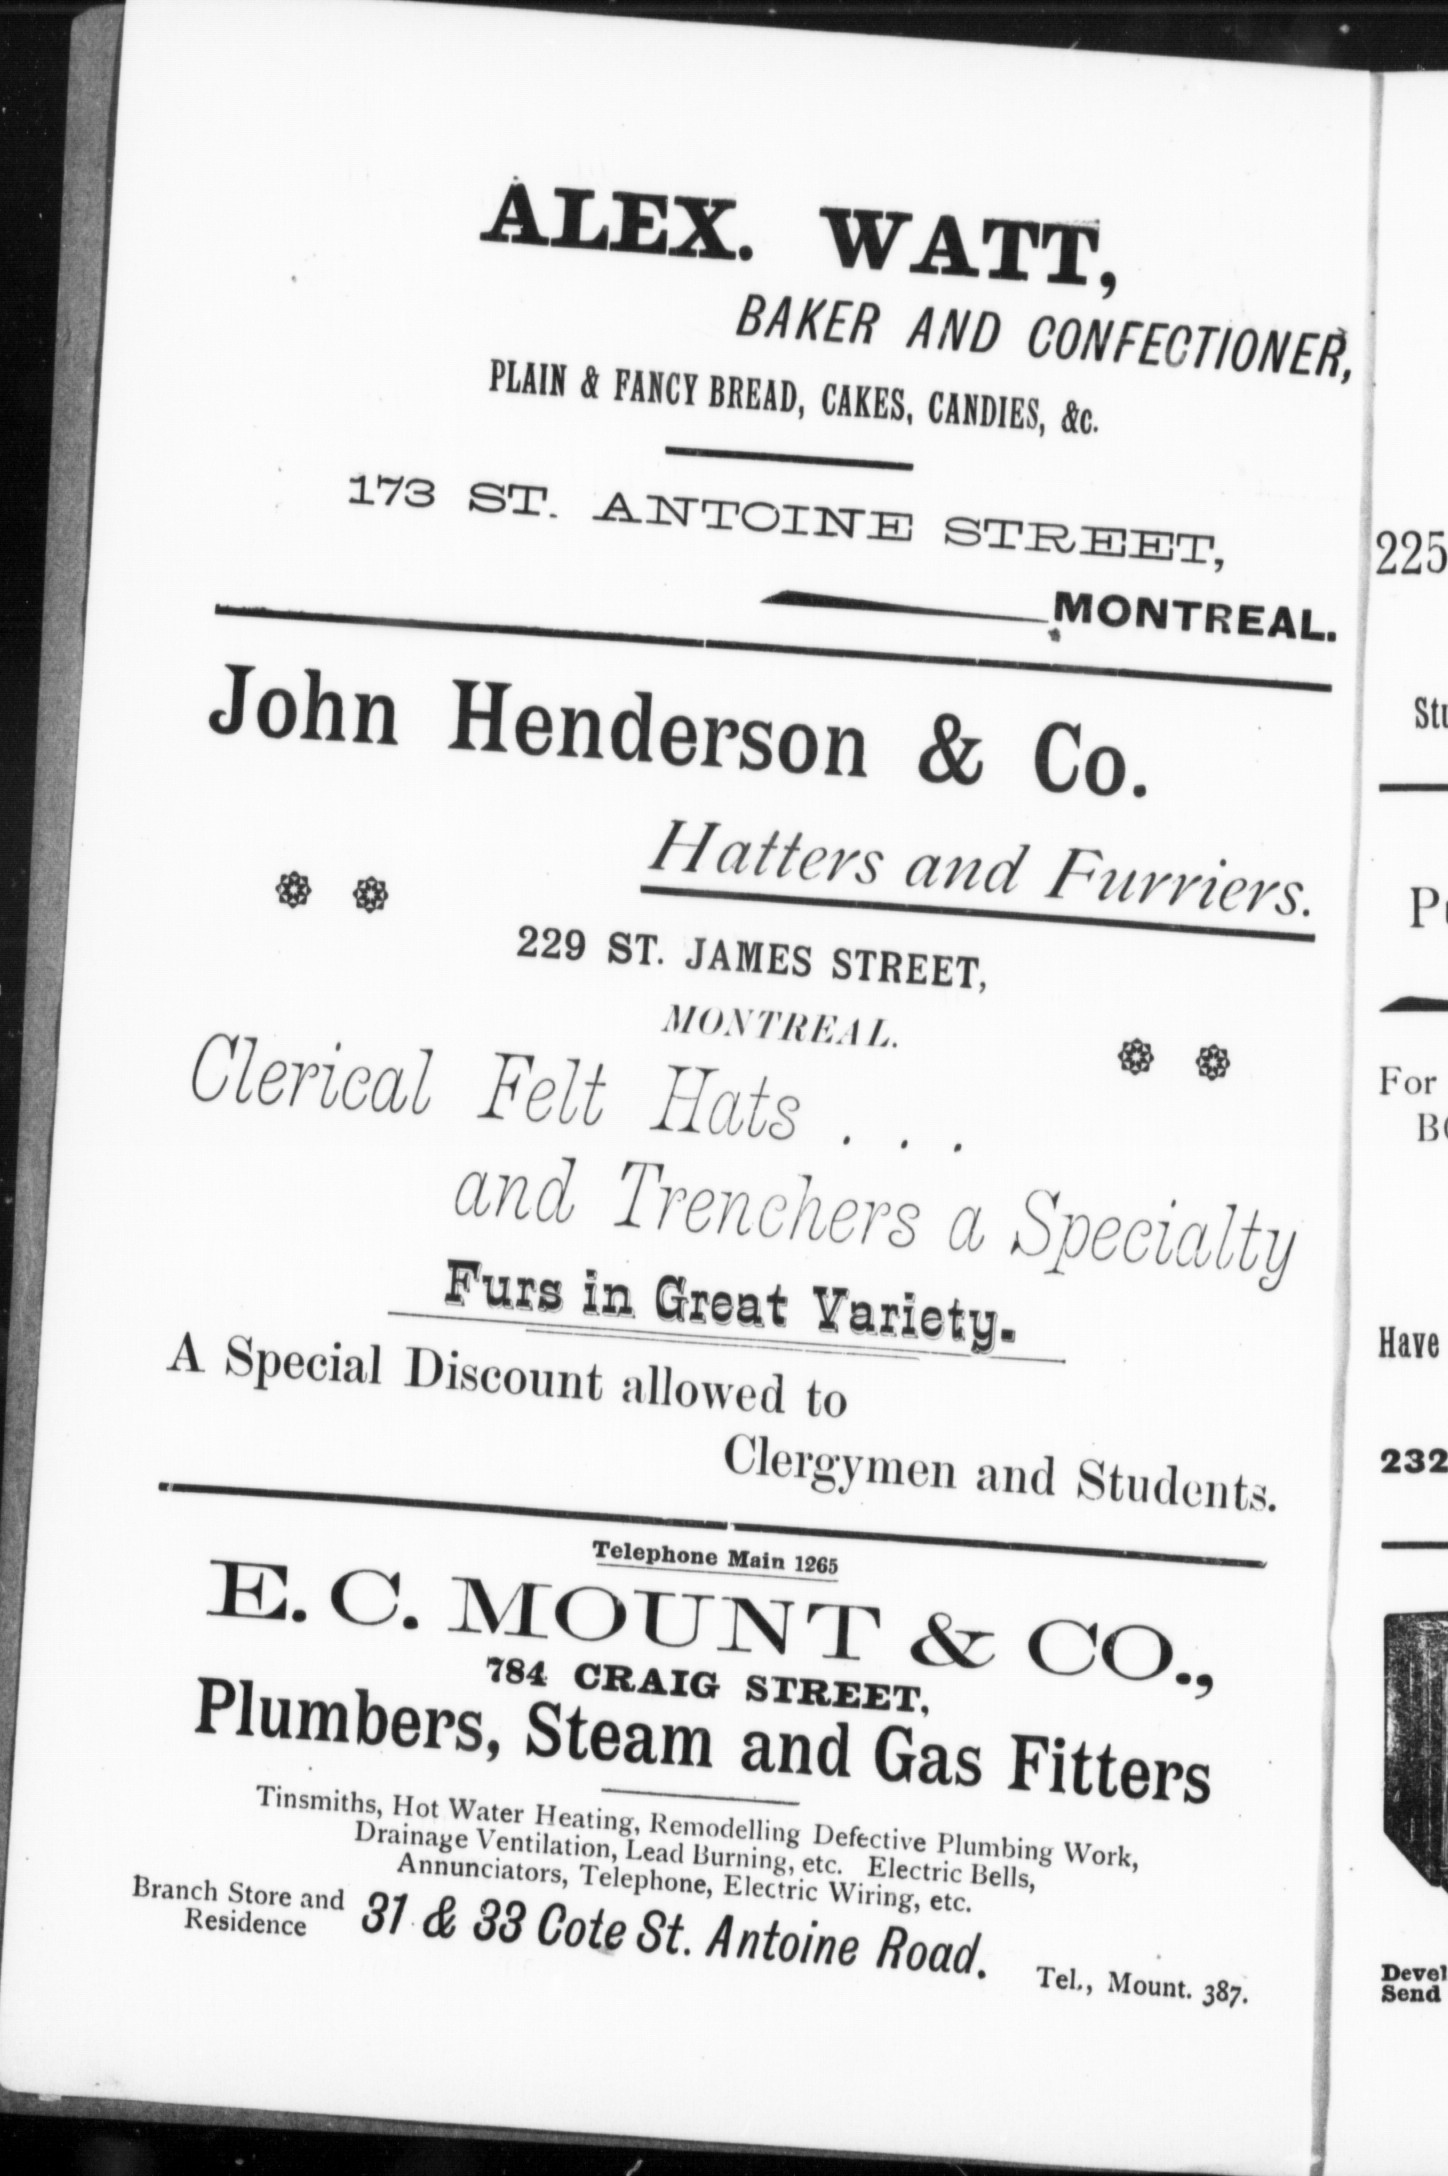 ALEX. WATT,
BAKER AND CONFECTIONER,
PLAIN & FANCY BREAD, CAKES, CANDIES, &c.
173 ST. ANTOINE STREET,
MONTREAL.
John Henderson & Co.
Hatters and Furriers.
229 ST. JAMES STREET,
MONTREAL.
Clerical Felt Hats . . .
and Trenchers a Specialty
Furs in Great Variety.
A Special Discount allowed to
Clergymen and Students.
Telephone Main 1265
E. C. MOUNT & CO.,
784 CRAIG STREET,
Plumbers, Steam and Gas Fitters
Tinsmiths, Hot Water Heating, Remodelling Defective Plumbing Work,
Drainage Ventilation, Lead Burning, etc. Electric Bells,
Annunciators, Telephone, Electric Wiring, etc.
Branch Store and
Residence
31 & 33 Cote St. Antoine Road.
Tel., Mount. 387.
225
For
Have
232
Send